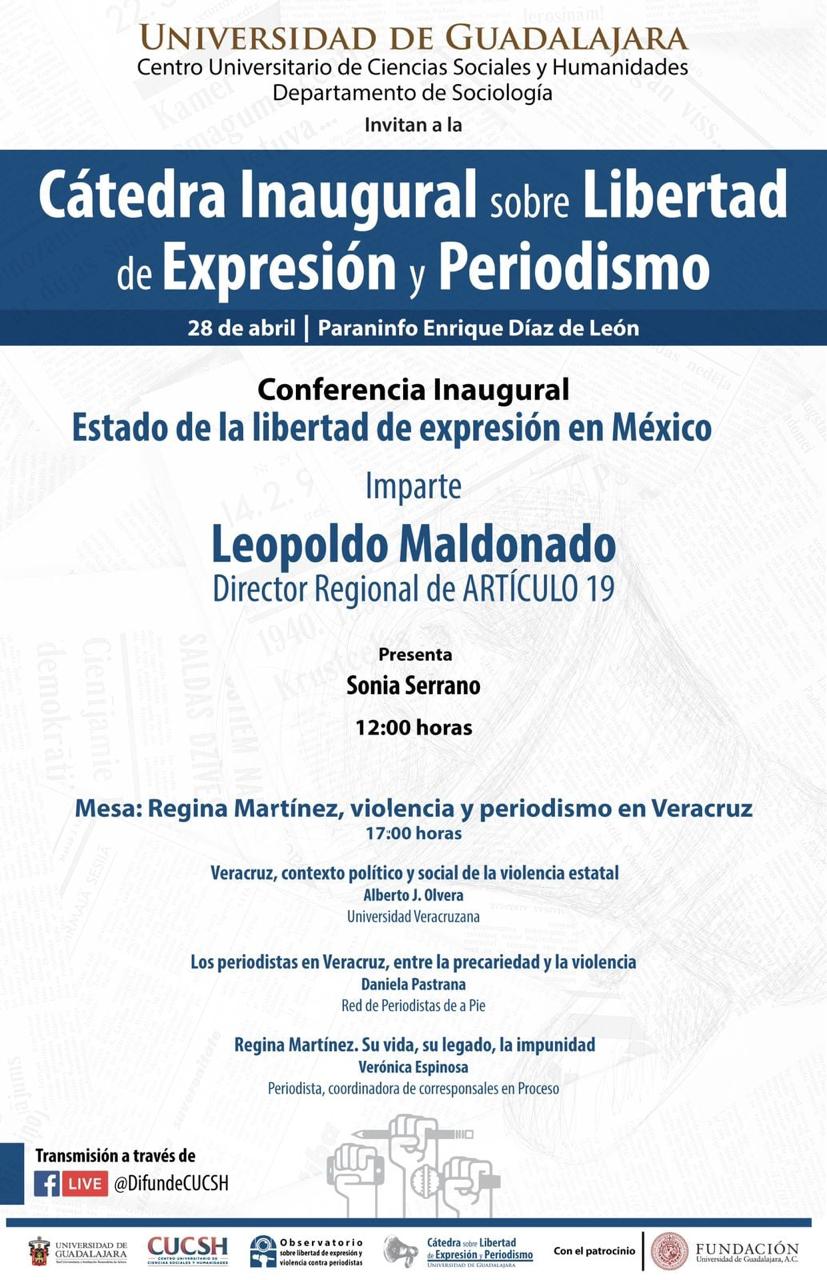 UNIVERSIDAD DE GUADALAJARA
Centro Universitario de Ciencias Sociales y Humanidades
Departamento de Sociología
Invitan a la
Cátedra Inaugural sobre Libertad
de Expresión y Periodismo
28 de abril | Paraninfo Enrique Díaz de León
Conferencia Inaugural
Estado de la libertad de expresión en México
Imparte
Leopoldo Maldonado
Director Regional de ARTÍCULO 19
Presenta
Sonia Serrano
12:00 horas
Mesa: Regina Martínez, violencia y periodismo en Veracruz
17:00 horas
Veracruz, contexto político y social de la violencia estatal
Alberto J. Olvera
Universidad Veracruzana
Los periodistas en Veracruz, entre la precariedad y la violencia
Daniela Pastrana
Red de Periodistas de a Pie
Regina Martínez. Su vida, su legado, la impunidad
Verónica Espinosa
Periodista, coordinadora de corresponsales en Proceso
Transmisión a través de
f LIVE @DifundeCUCSH
UNIVERSIDAD DE
GUADALAJARA
CUCSH
CENTRO UNIVERSITARIO DE
CIENCIAS SOCIALES Y HUMANIDADES
Observatorio
sobre libertad de expresión y
violencia contra periodistas
Cátedra sobre Libertad
de Expresión y Periodismo
UNIVERSIDAD DE GUADALAJARA
Con el patrocinio
FUNDACIÓN
Universidad de Guadalajara, A.C.